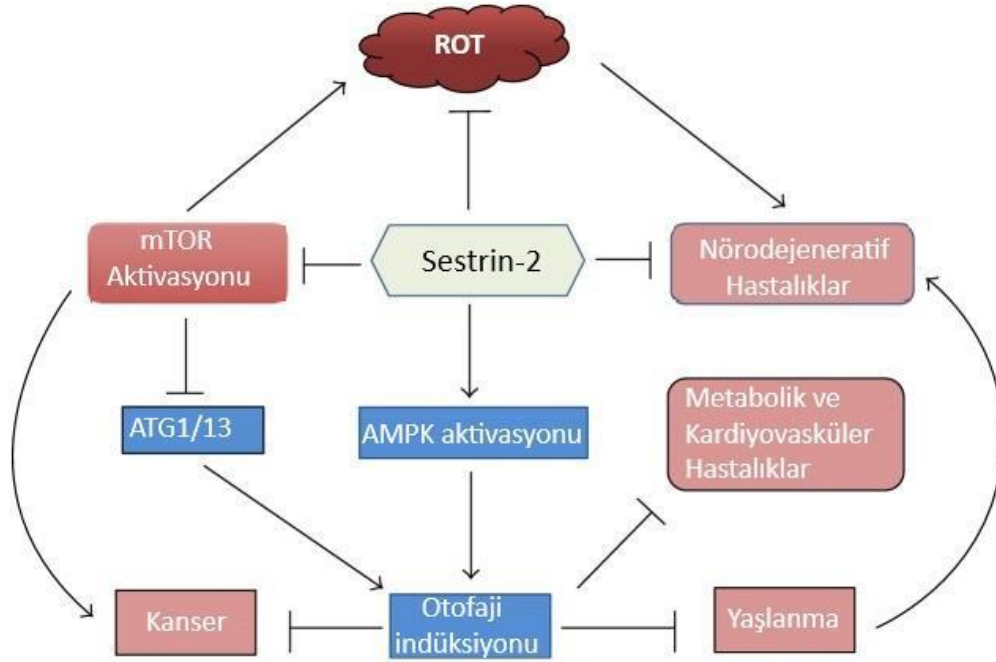 ROT
mTOR
Aktivasyonu
Sestrin-2
Nörodejeneratif
Hastalıklar
ATG1/13
AMPK aktivasyonu
Metabolik ve
Kardiyovasküler
Hastalıklar
Kanser
Otofaji
indüksiyonu
Yaşlanma